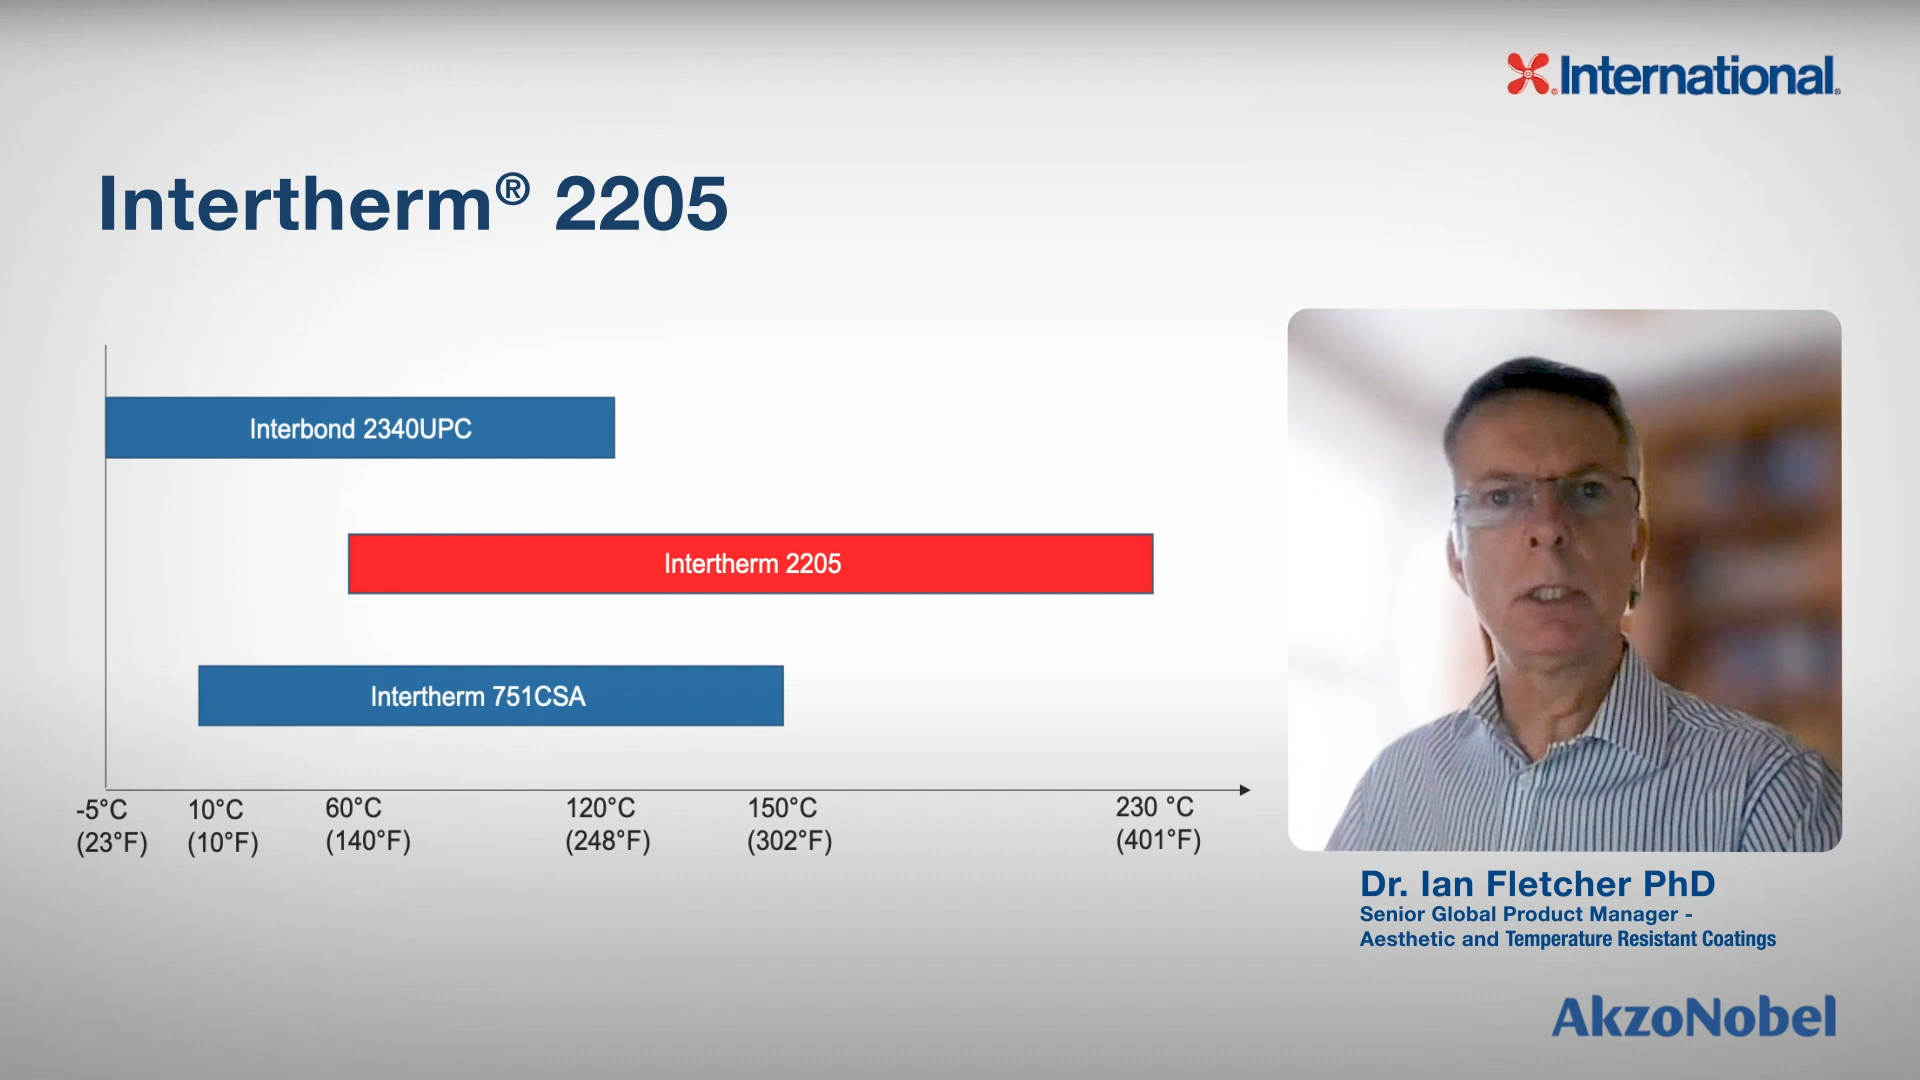 International®
Intertherm® 2205
Interbond 2340UPC
Intertherm 2205
Intertherm 751CSA
-5°C 10°C 60°C 120°C 150°C 230 °C
(23°F) (10°F) (140°F) (248°F) (302°F) (401°F)
Dr. Ian Fletcher PhD
Senior Global Product Manager -
Aesthetic and Temperature Resistant Coatings
AkzoNobel